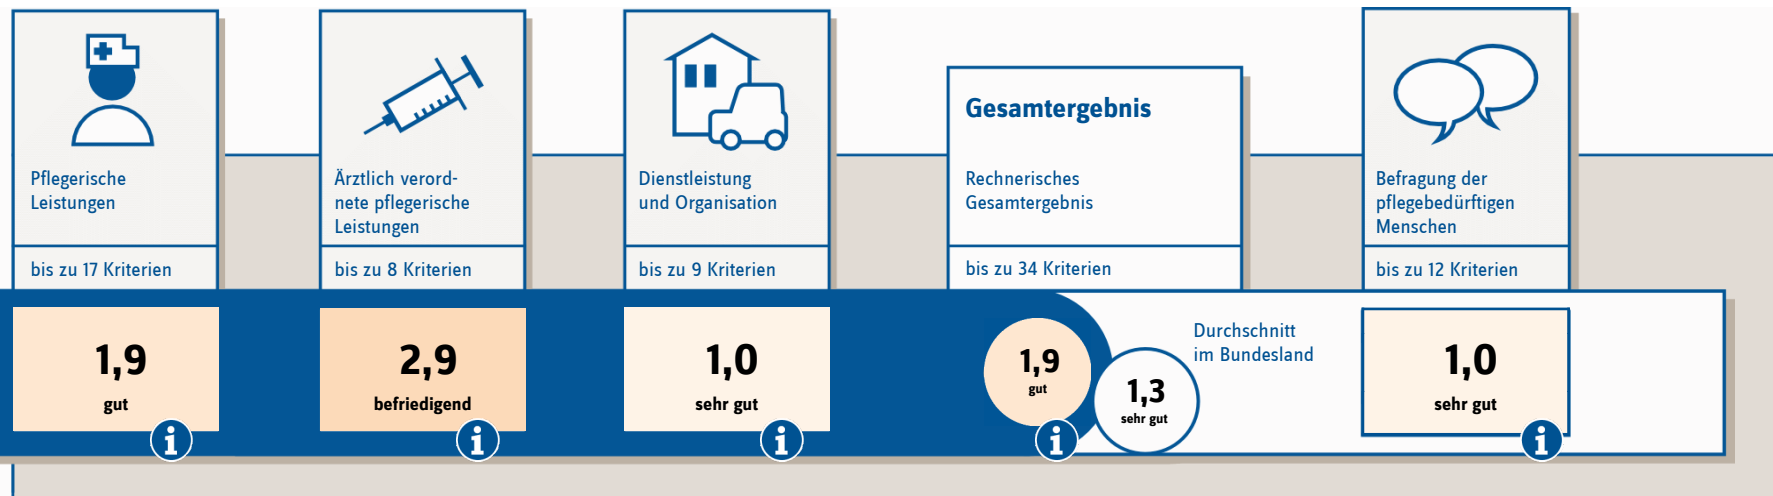 Pflegerische
Leistungen
bis zu 17 Kriterien
1,9
gut
i
Ärztlich verord-
nete pflegerische
Leistungen
bis zu 8 Kriterien
2,9
befriedigend
i
Dienstleistung
und Organisation
bis zu 9 Kriterien
1,0
sehr gut
i
Gesamtergebnis
Rechnerisches
Gesamtergebnis
bis zu 34 Kriterien
1,9
gut
i
1,3
sehr gut
Durchschnitt
im Bundesland
Befragung der
pflegebedürftigen
Menschen
bis zu 12 Kriterien
1,0
sehr gut
i